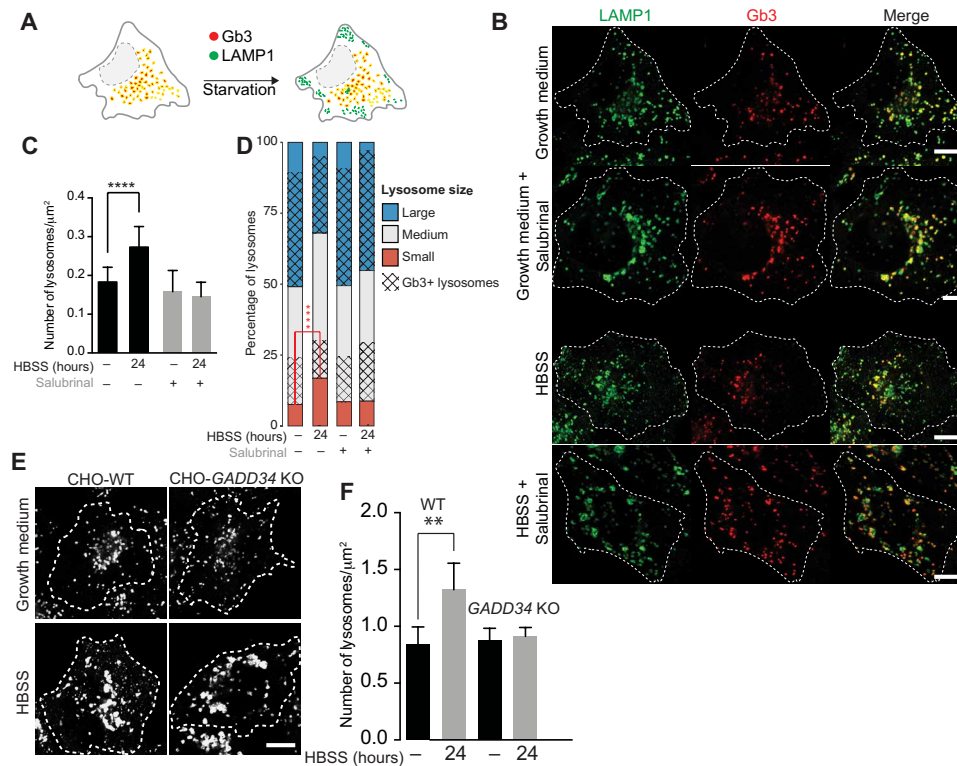 A
Gb3
LAMP1
Starvation
B
LAMP1
Gb3
Merge
Growth medium
Growth medium +
Salubrinal
HBSS
HBSS +
Salubrinal
C
Number of lysosomes/µm²
0.4
0.3
0.2
0.1
0.0
****
HBSS (hours)
– 24 – 24
Salubrinal
– – + +
D
Percentage of lysosomes
100
75
50
25
0
****
Lysosome size
Large
Medium
Small
Gb3+ lysosomes
HBSS (hours)
– 24 – 24
Salubrinal
– – + +
E
CHO-WT
CHO-GADD34 KO
Growth medium
HBSS
F
Number of lysosomes/µm²
2.0
1.5
1.0
0.5
0.0
WT
**
GADD34 KO
HBSS (hours)
– 24 – 24